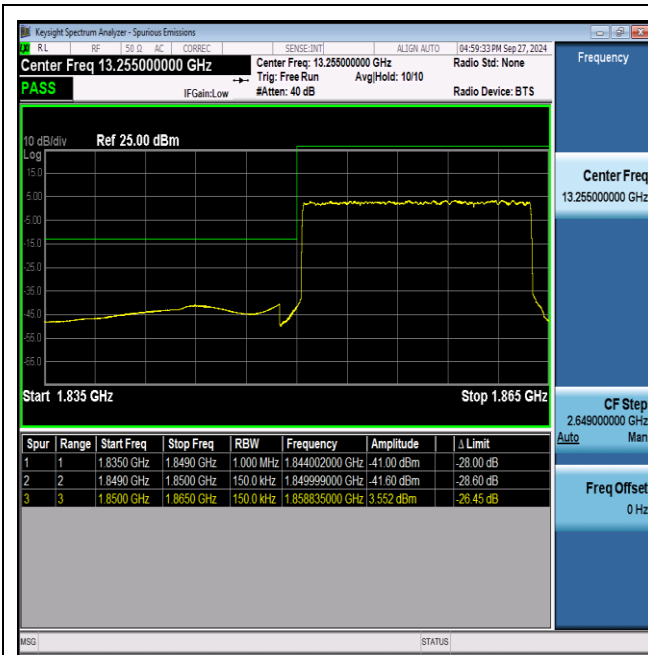 Keysight Spectrum Analyzer - Spurious Emissions
RL RF 50 Ω AC CORREC SENSE:INT ALIGN AUTO 04:59:33 PM Sep 27, 2024
Center Freq 13.255000000 GHz
Center Freq: 13.255000000 GHz
Radio Std: None
Trig: Free Run Avg|Hold: 10/10
PASS
IFGain:Low
#Atten: 40 dB
Radio Device: BTS
Frequency
10 dB/div Ref 25.00 dBm
Log
15.0
5.00
-5.00
-15.0
-25.0
-35.0
-45.0
-55.0
-65.0
Start 1.835 GHz Stop 1.865 GHz
Center Freq
13.255000000 GHz
CF Step
2.649000000 GHz
Auto Man
Freq Offset
0 Hz
Spur Range Start Freq Stop Freq RBW Frequency Amplitude Δ Limit
1 1 1.8350 GHz 1.8490 GHz 1.000 MHz 1.844002000 GHz -41.00 dBm -28.00 dB
2 2 1.8490 GHz 1.8500 GHz 150.0 kHz 1.849999000 GHz -41.60 dBm -28.60 dB
3 3 1.8500 GHz 1.8650 GHz 150.0 kHz 1.858835000 GHz 3.552 dBm -26.45 dB
MSG STATUS